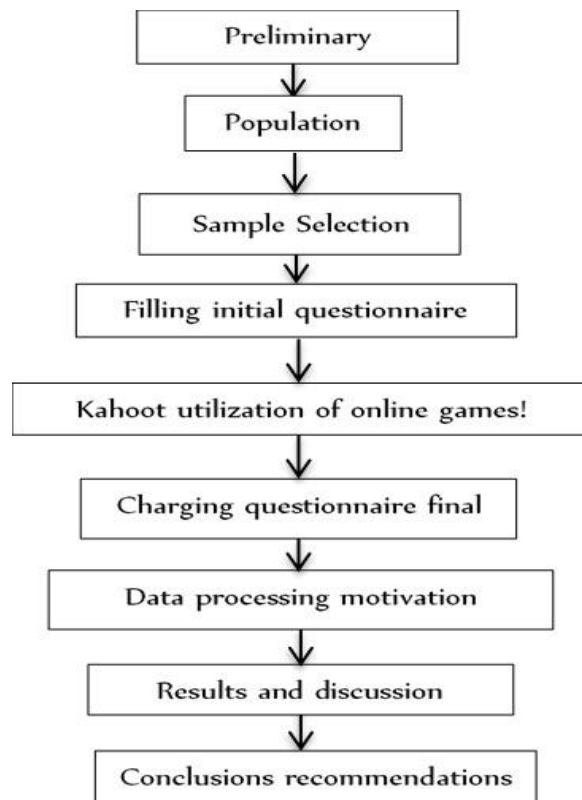 Preliminary
Population
Sample Selection
Filling initial questionnaire
Kahoot utilization of online games!
Charging questionnaire final
Data processing motivation
Results and discussion
Conclusions recommendations